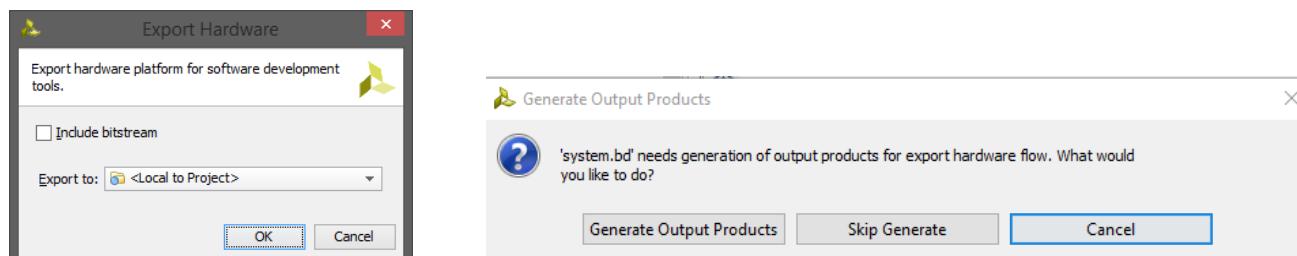 Export Hardware
Export hardware platform for software development
tools.
Include bitstream
Export to: <Local to Project>
OK Cancel
Generate Output Products
'system.bd' needs generation of output products for export hardware flow. What would
you like to do?
Generate Output Products Skip Generate Cancel